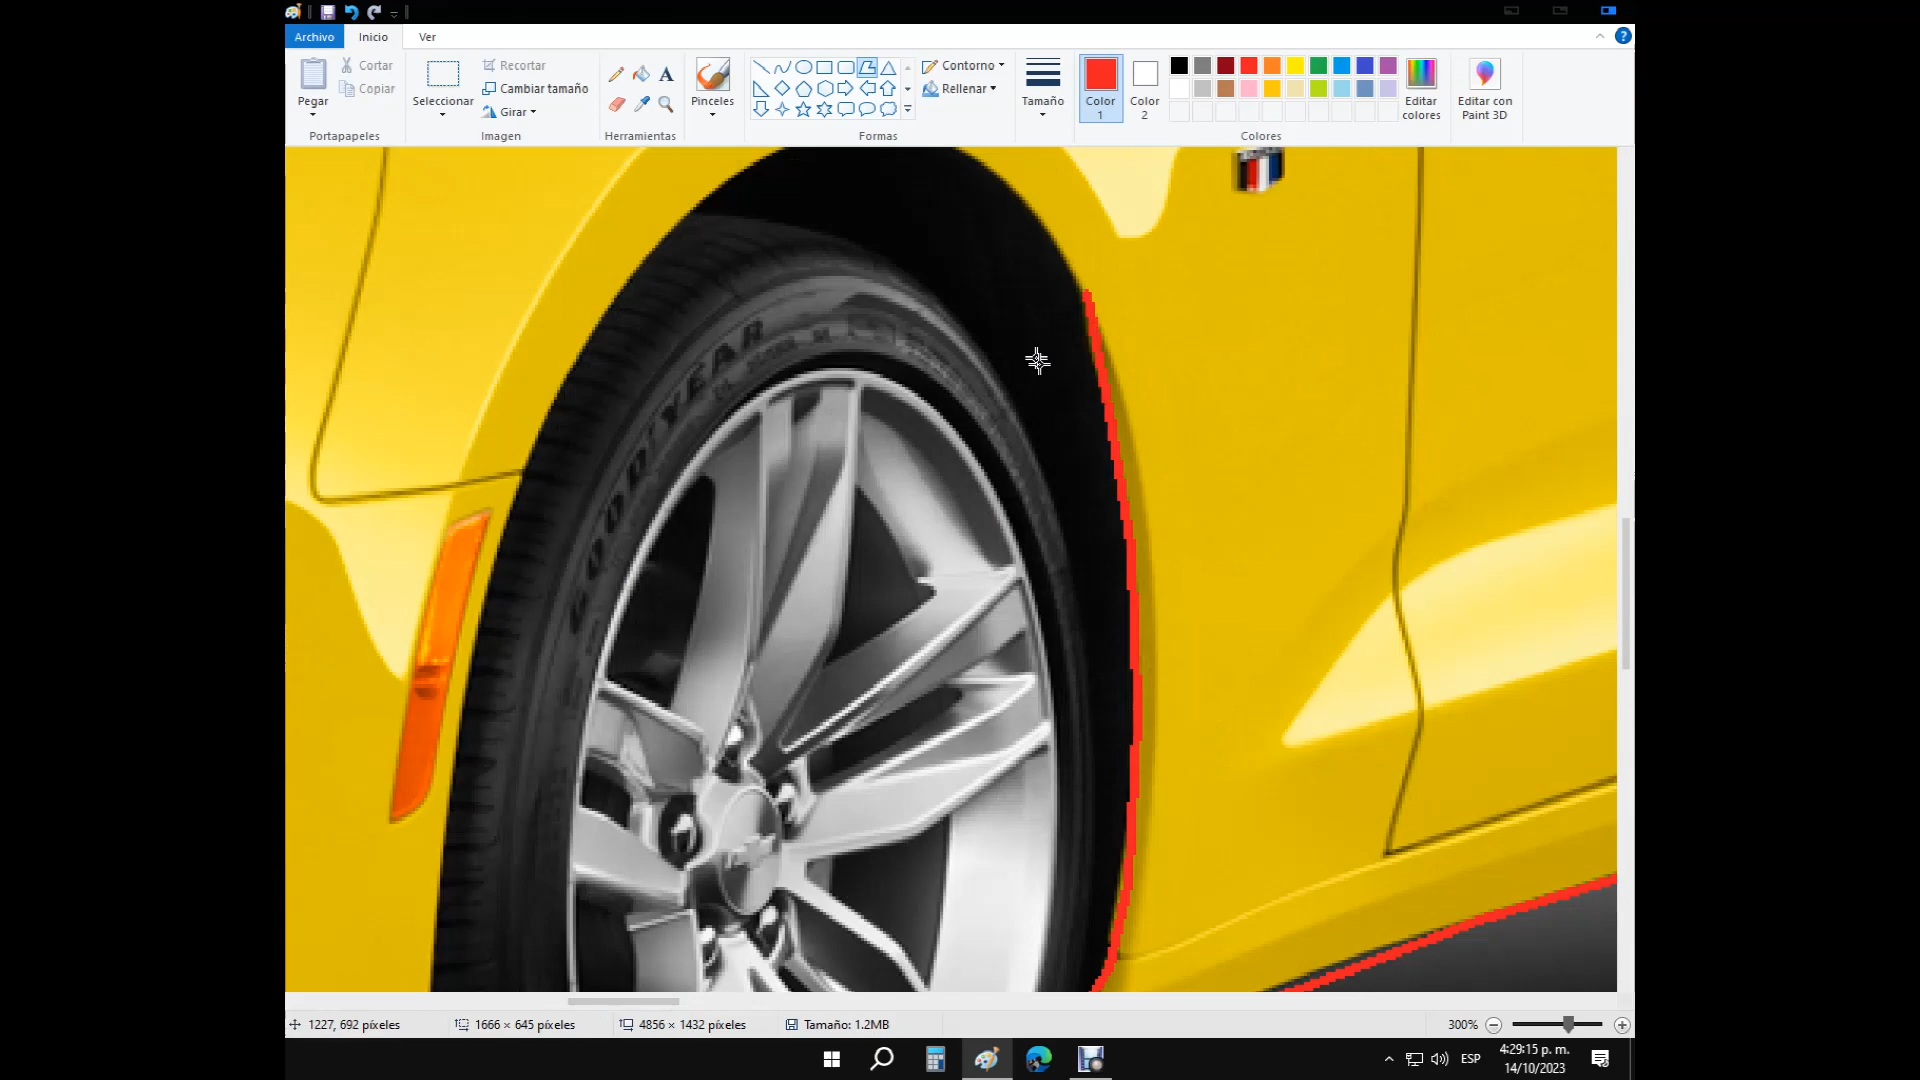 Archivo Inicio Ver
Pegar
Cortar
Copiar
Portapapeles
Seleccionar
Recortar
Cambiar tamaño
Girar
Imagen
A
Herramientas
Pinceles
Formas
Contorno
Rellenar
Tamaño
Color
1
Color
2
Colores
Editar
colores
Editar con
Paint 3D
GOODYEAR
1227, 692 píxeles 1666 × 645 píxeles 4856 × 1432 píxeles Tamaño: 1.2MB 300%
ESP 4:29:15 p. m.
14/10/2023